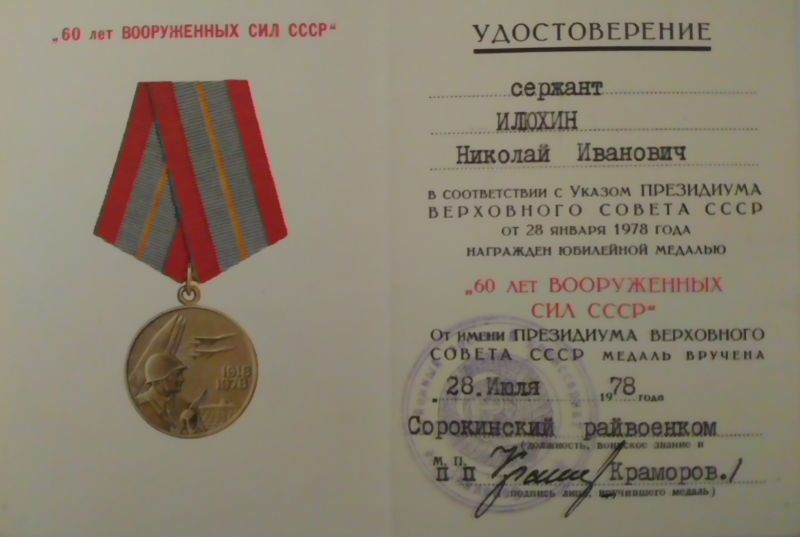 „60 лет ВООРУЖЕННЫХ СИЛ СССР“
1918
1978
УДОСТОВЕРЕНИЕ
сержант
ИЛЮХИН
Николай Иванович
В СООТВЕТСТВИИ С УКАЗОМ ПРЕЗИДИУМА
ВЕРХОВНОГО СОВЕТА СССР
ОТ 28 ЯНВАРЯ 1978 ГОДА
НАГРАЖДЕН ЮБИЛЕЙНОЙ МЕДАЛЬЮ
„60 ЛЕТ ВООРУЖЕННЫХ
СИЛ СССР“
ОТ ИМЕНИ ПРЕЗИДИУМА ВЕРХОВНОГО
СОВЕТА СССР МЕДАЛЬ ВРУЧЕНА
„28. Июля 1978 года
Сорокинский райвоенком
(должность, воинское звание и
М. П.
П П Краморов./
(подпись лица, вручившего медаль)